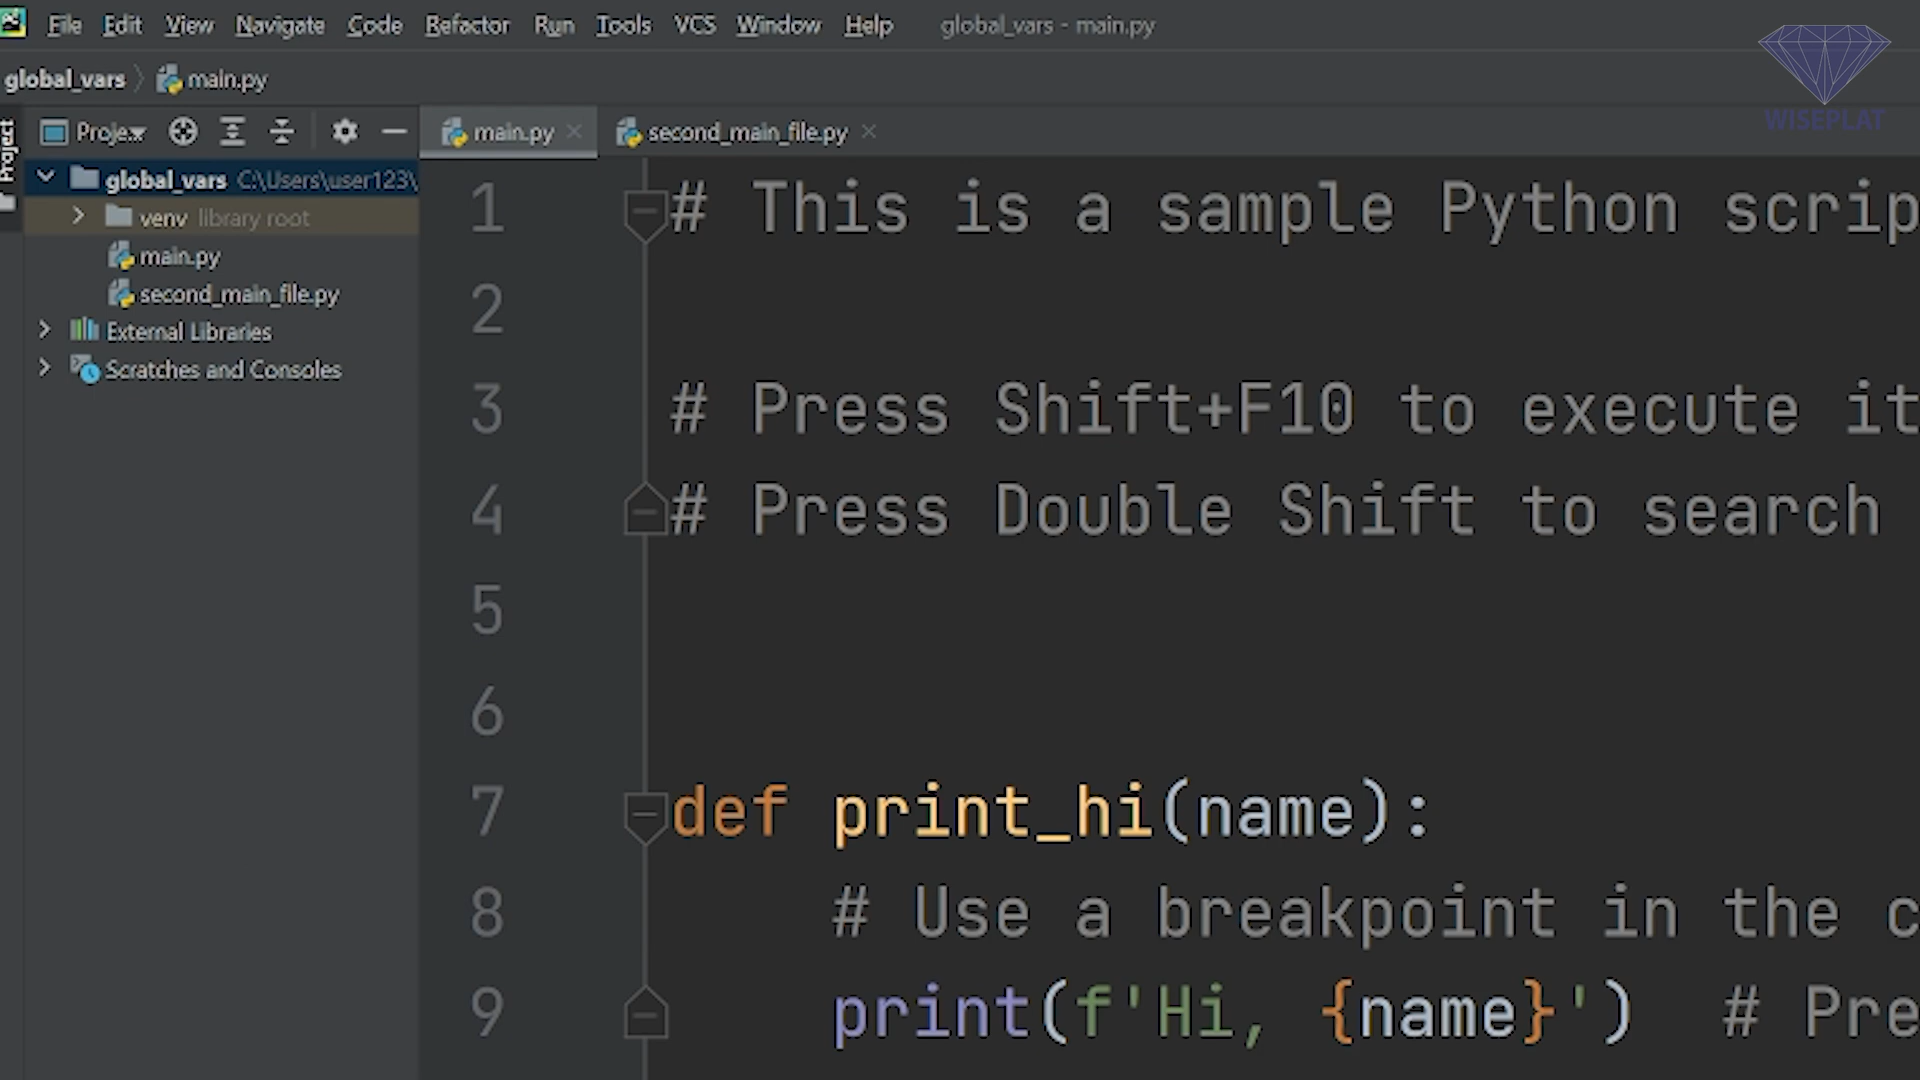 File Edit View Navigate Code Refactor Run Tools VCS Window Help global_vars - main.py
WISEPLAT
global_vars main.py
Project
Proje
main.py
second_main_file.py
global_vars C:\Users\user123\
venv library root
main.py
second_main_file.py
External Libraries
Scratches and Consoles
1 # This is a sample Python scrip
2
3 # Press Shift+F10 to execute it
4 # Press Double Shift to search
5
6
7 def print_hi(name):
8 # Use a breakpoint in the c
9 print(f'Hi, {name}') # Pre